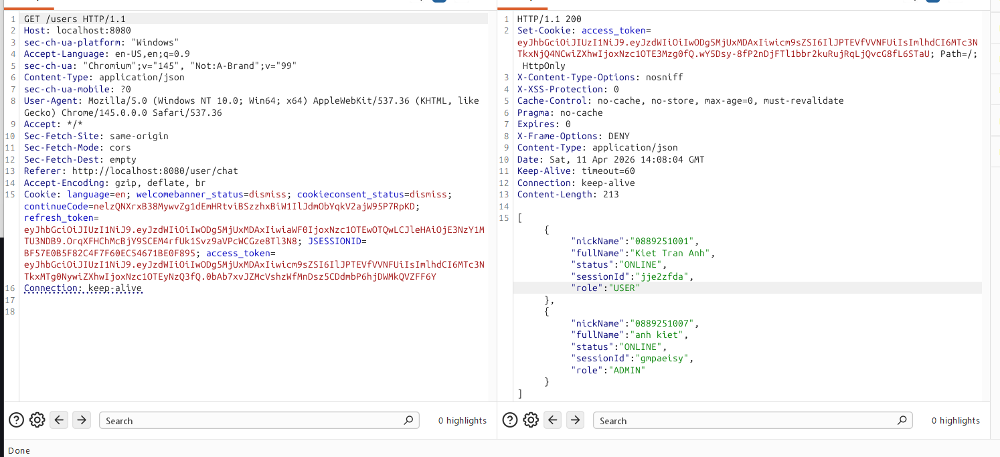 1 GET /users HTTP/1.1
2 Host: localhost:8080
3 sec-ch-ua-platform: "Windows"
4 Accept-Language: en-US,en;q=0.9
5 sec-ch-ua: "Chromium";v="145", "Not:A-Brand";v="99"
6 Content-Type: application/json
7 sec-ch-ua-mobile: ?0
8 User-Agent: Mozilla/5.0 (Windows NT 10.0; Win64; x64) AppleWebKit/537.36 (KHTML, like
Gecko) Chrome/145.0.0.0 Safari/537.36
9 Accept: */*
10 Sec-Fetch-Site: same-origin
11 Sec-Fetch-Mode: cors
12 Sec-Fetch-Dest: empty
13 Referer: http://localhost:8080/user/chat
14 Accept-Encoding: gzip, deflate, br
15 Cookie: language=en; welcomebanner_status=dismiss; cookieconsent_status=dismiss;
continueCode=nelzQNXrxB38MywvZg1dEmHRtviBSzzhxBiW1IlJdmObYqkV2ajW95P7RpKD;
refresh_token=
eyJhbGciOiJIUzI1NiJ9.eyJzdWIiOiIwODg5MjUxMDAxIiwiaWF0IjoxNzc1OTEwOTQwLCJleHAiOjE3NzY1M
TU3NDB9.OrqXFHChMcBjY9SCEM4rfUk1Svz9aVPcWCGze8Tl3N8; JSESSIONID=
BF57E0B5F82C4F7F60EC54671BE0F895; access_token=
eyJhbGciOiJIUzI1NiJ9.eyJzdWIiOiIwODg5MjUxMDAxIiwicm9sZSI6IlJPTEVfVVNFUiIsImlhdCI6MTc3N
TkxMTg0NywiZXhwIjoxNzc1OTEyNzQ3fQ.0bAb7xvJZMcVshzWfMnDsz5CDdmbP6hjDWMkQVZFF6Y
16 Connection: keep-alive
17
18
Search
0 highlights
1 HTTP/1.1 200
2 Set-Cookie: access_token=
eyJhbGciOiJIUzI1NiJ9.eyJzdWIiOiIwODg5MjUxMDAxIiwicm9sZSI6IlJPTEVfVVNFUiIsImlhdCI6MTc3N
TkxNjQ4NCwiZXhwIjoxNzc1OTE3Mzg0fQ.wY5Dsy-8fP2nDjFTl1bbr2kuRujRqLjQvcG8fL6STaU; Path=/;
HttpOnly
3 X-Content-Type-Options: nosniff
4 X-XSS-Protection: 0
5 Cache-Control: no-cache, no-store, max-age=0, must-revalidate
6 Pragma: no-cache
7 Expires: 0
8 X-Frame-Options: DENY
9 Content-Type: application/json
10 Date: Sat, 11 Apr 2026 14:08:04 GMT
11 Keep-Alive: timeout=60
12 Connection: keep-alive
13 Content-Length: 213
14
15 [
{
"nickName":"0889251001",
"fullName":"Kiet Tran Anh",
"status":"ONLINE",
"sessionId":"jje2zfda",
"role":"USER"
},
{
"nickName":"0889251007",
"fullName":"anh kiet",
"status":"ONLINE",
"sessionId":"gmpaeisy",
"role":"ADMIN"
}
]
Search
0 highlights
Done